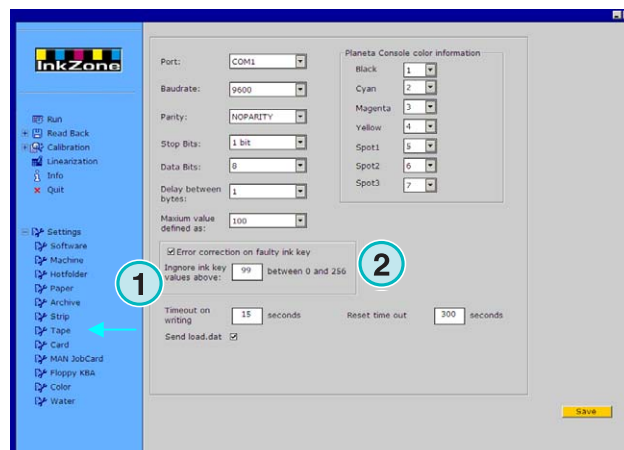 InkZone
Run
Read Back
Calibration
Linearization
Info
Quit
Settings
Software
Machine
Hotfolder
Paper
Archive
Strip
Tape
Card
MAN JobCard
Floppy KBA
Color
Water
Port: COM1
Baudrate: 9600
Parity: NOPARITY
Stop Bits: 1 bit
Data Bits: 8
Delay between
bytes: 1
Maxium value
defined as: 100
Planeta Console color information
Black 1
Cyan 2
Magenta 3
Yellow 4
Spot1 5
Spot2 6
Spot3 7
Error correction on faulty ink key
Ingnore ink key
values above: 99 between 0 and 256
1
2
Timeout on
writing 15 seconds
Reset time out 300 seconds
Send load.dat
Save